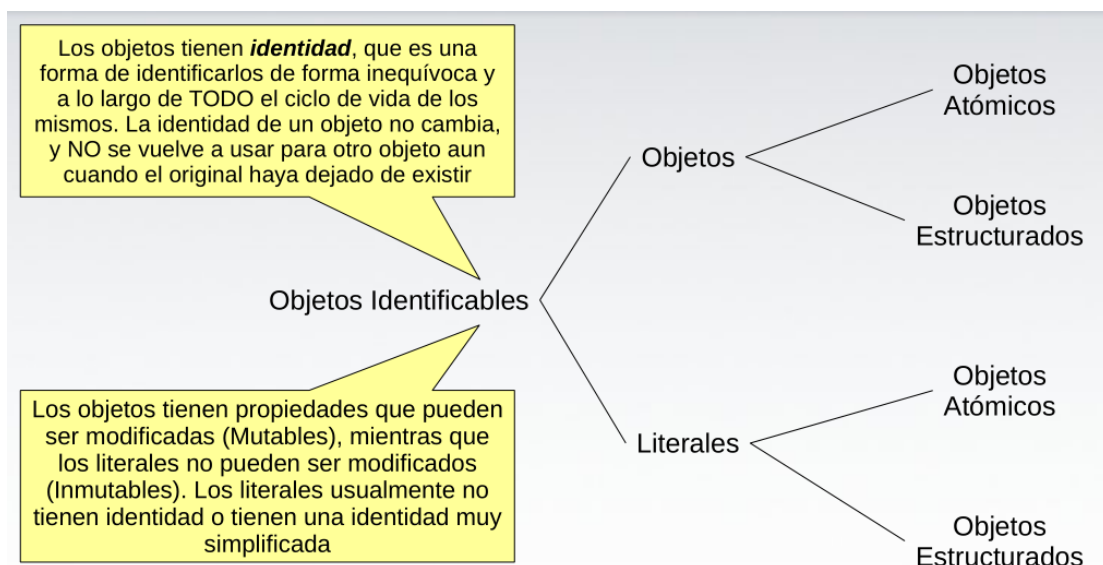 Los objetos tienen identidad, que es una
forma de identificarlos de forma inequívoca y
a lo largo de TODO el ciclo de vida de los
mismos. La identidad de un objeto no cambia,
y NO se vuelve a usar para otro objeto aun
cuando el original haya dejado de existir
Objetos
Atómicos
Objetos
Objetos
Estructurados
Objetos Identificables
Los objetos tienen propiedades que pueden
ser modificadas (Mutables), mientras que
los literales no pueden ser modificados
(Inmutables). Los literales usualmente no
tienen identidad o tienen una identidad muy
simplificada
Objetos
Atómicos
Literales
Objetos
Estructurados